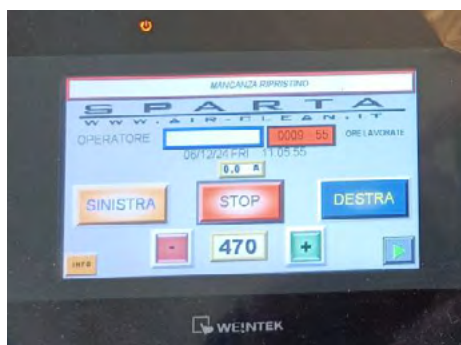 MANCANZA RIPRISTINO
SPARTA
WWW.AIR-CLEAN.IT
OPERATORE 0009 55 ORE LAVORATE
06/12/24 FRI 11:05:55
0.0 A
SINISTRA STOP DESTRA
- 470 +
INFO
WEINTEK